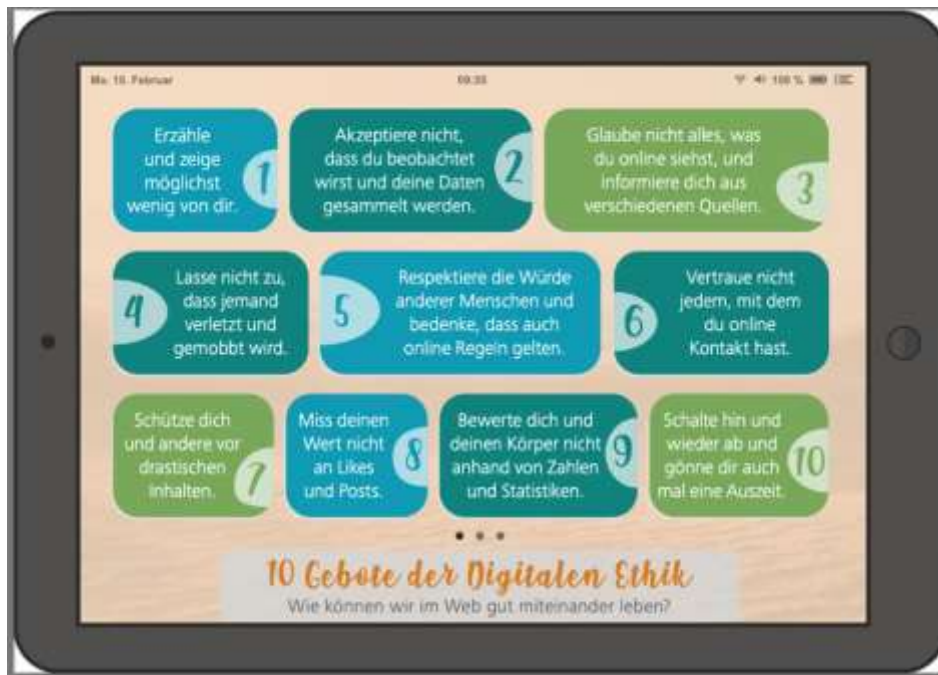 Mo. 10. Februar
09:35
100 %
Erzähle
und zeige
möglichst
wenig von dir.
1
Akzeptiere nicht,
dass du beobachtet
wirst und deine Daten
gesammelt werden.
2
Glaube nicht alles, was
du online siehst, und
informiere dich aus
verschiedenen Quellen.
3
4
Lasse nicht zu,
dass jemand
verletzt und
gemobbt wird.
5
Respektiere die Würde
anderer Menschen und
bedenke, dass auch
online Regeln gelten.
6
Vertraue nicht
jedem, mit dem
du online
Kontakt hast.
Schütze dich
und andere vor
drastischen
Inhalten.
7
Miss deinen
Wert nicht
an Likes
und Posts.
8
Bewerte dich und
deinen Körper nicht
anhand von Zahlen
und Statistiken.
9
Schalte hin und
wieder ab und
gönne dir auch
mal eine Auszeit.
10
10 Gebote der Digitalen Ethik
Wie können wir im Web gut miteinander leben?